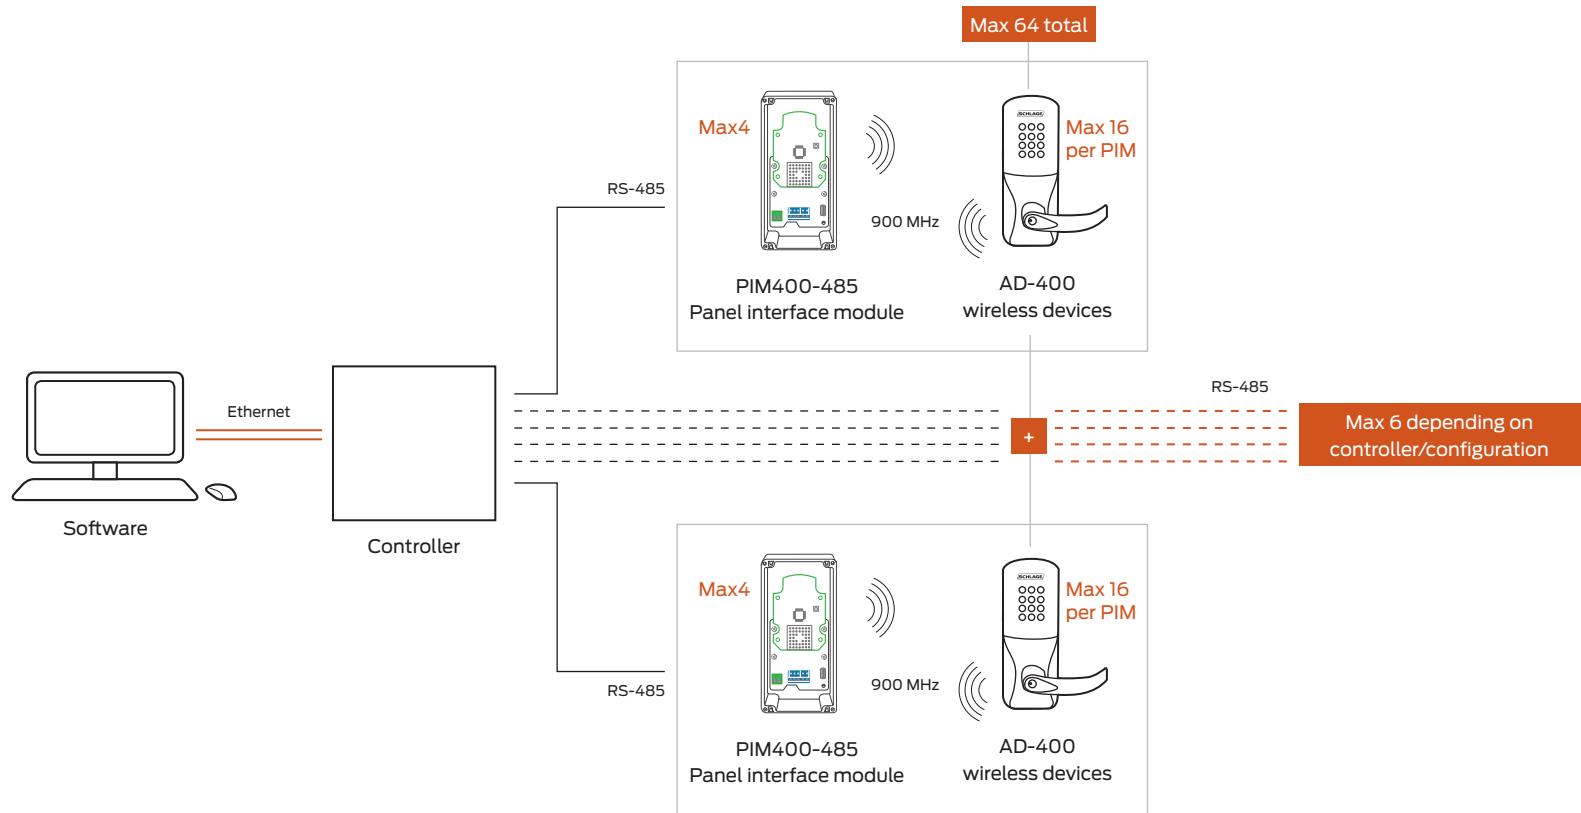 Max 64 total
SCHLAGE
Max4
Max 16
per PIM
RS-485
900 MHz
PIM400-485
Panel interface module
AD-400
wireless devices
RS-485
Ethernet
+
Max 6 depending on
controller/configuration
Software
Controller
SCHLAGE
Max4
Max 16
per PIM
RS-485
900 MHz
PIM400-485
Panel interface module
AD-400
wireless devices